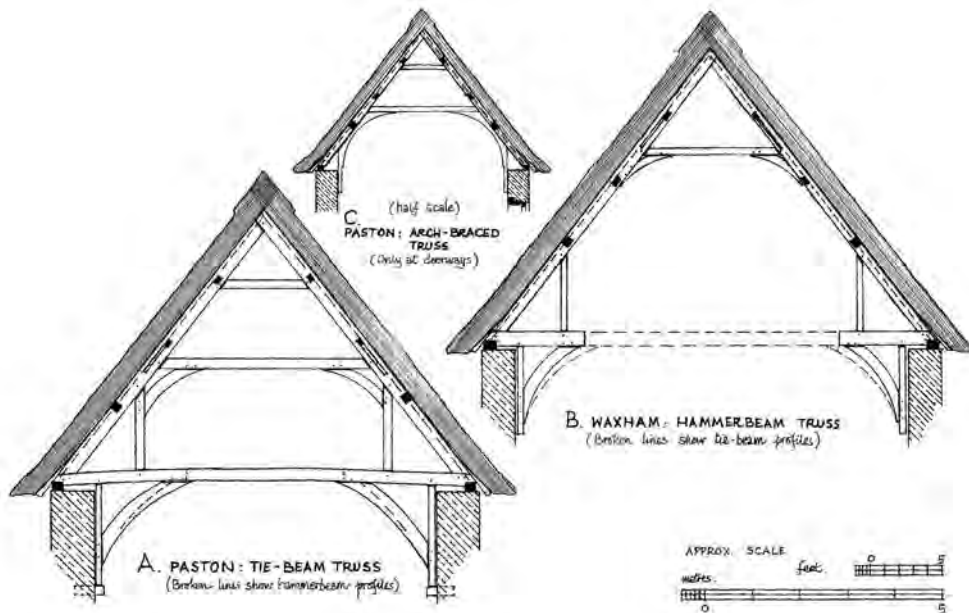 C.
(half scale)
PASTON: ARCH-BRACED
TRUSS
(Only at doorways)
B. WAXHAM: HAMMERBEAM TRUSS
(Broken lines show tie-beam profiles)
A. PASTON: TIE-BEAM TRUSS
(Broken lines show hammerbeam profiles)
APPROX. SCALE
feet. 0 5
metres.
0 5